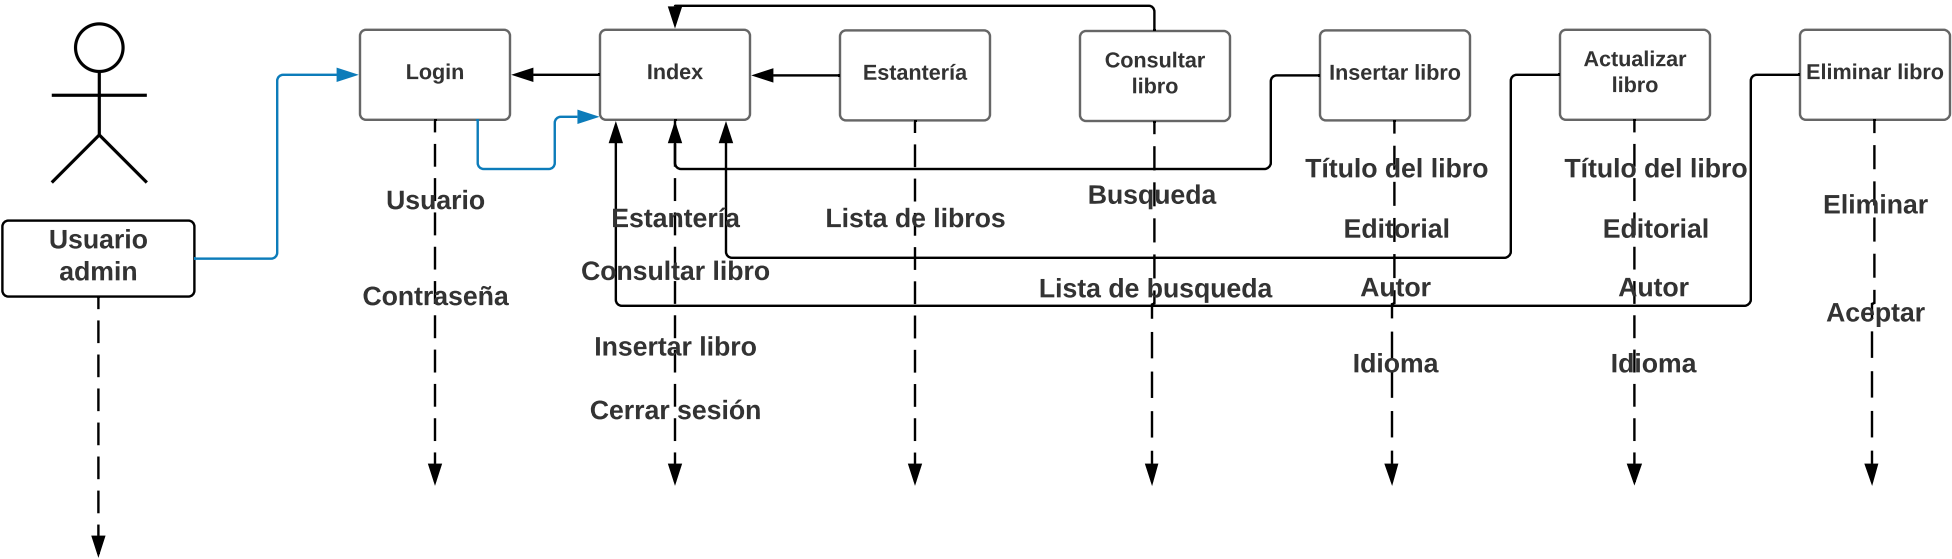 Usuario
admin
Login
Usuario
Contraseña
Index
Estantería
Consultar libro
Insertar libro
Cerrar sesión
Estantería
Lista de libros
Consultar
libro
Busqueda
Lista de busqueda
Insertar libro
Título del libro
Editorial
Autor
Idioma
Actualizar
libro
Título del libro
Editorial
Autor
Idioma
Eliminar libro
Eliminar
Aceptar